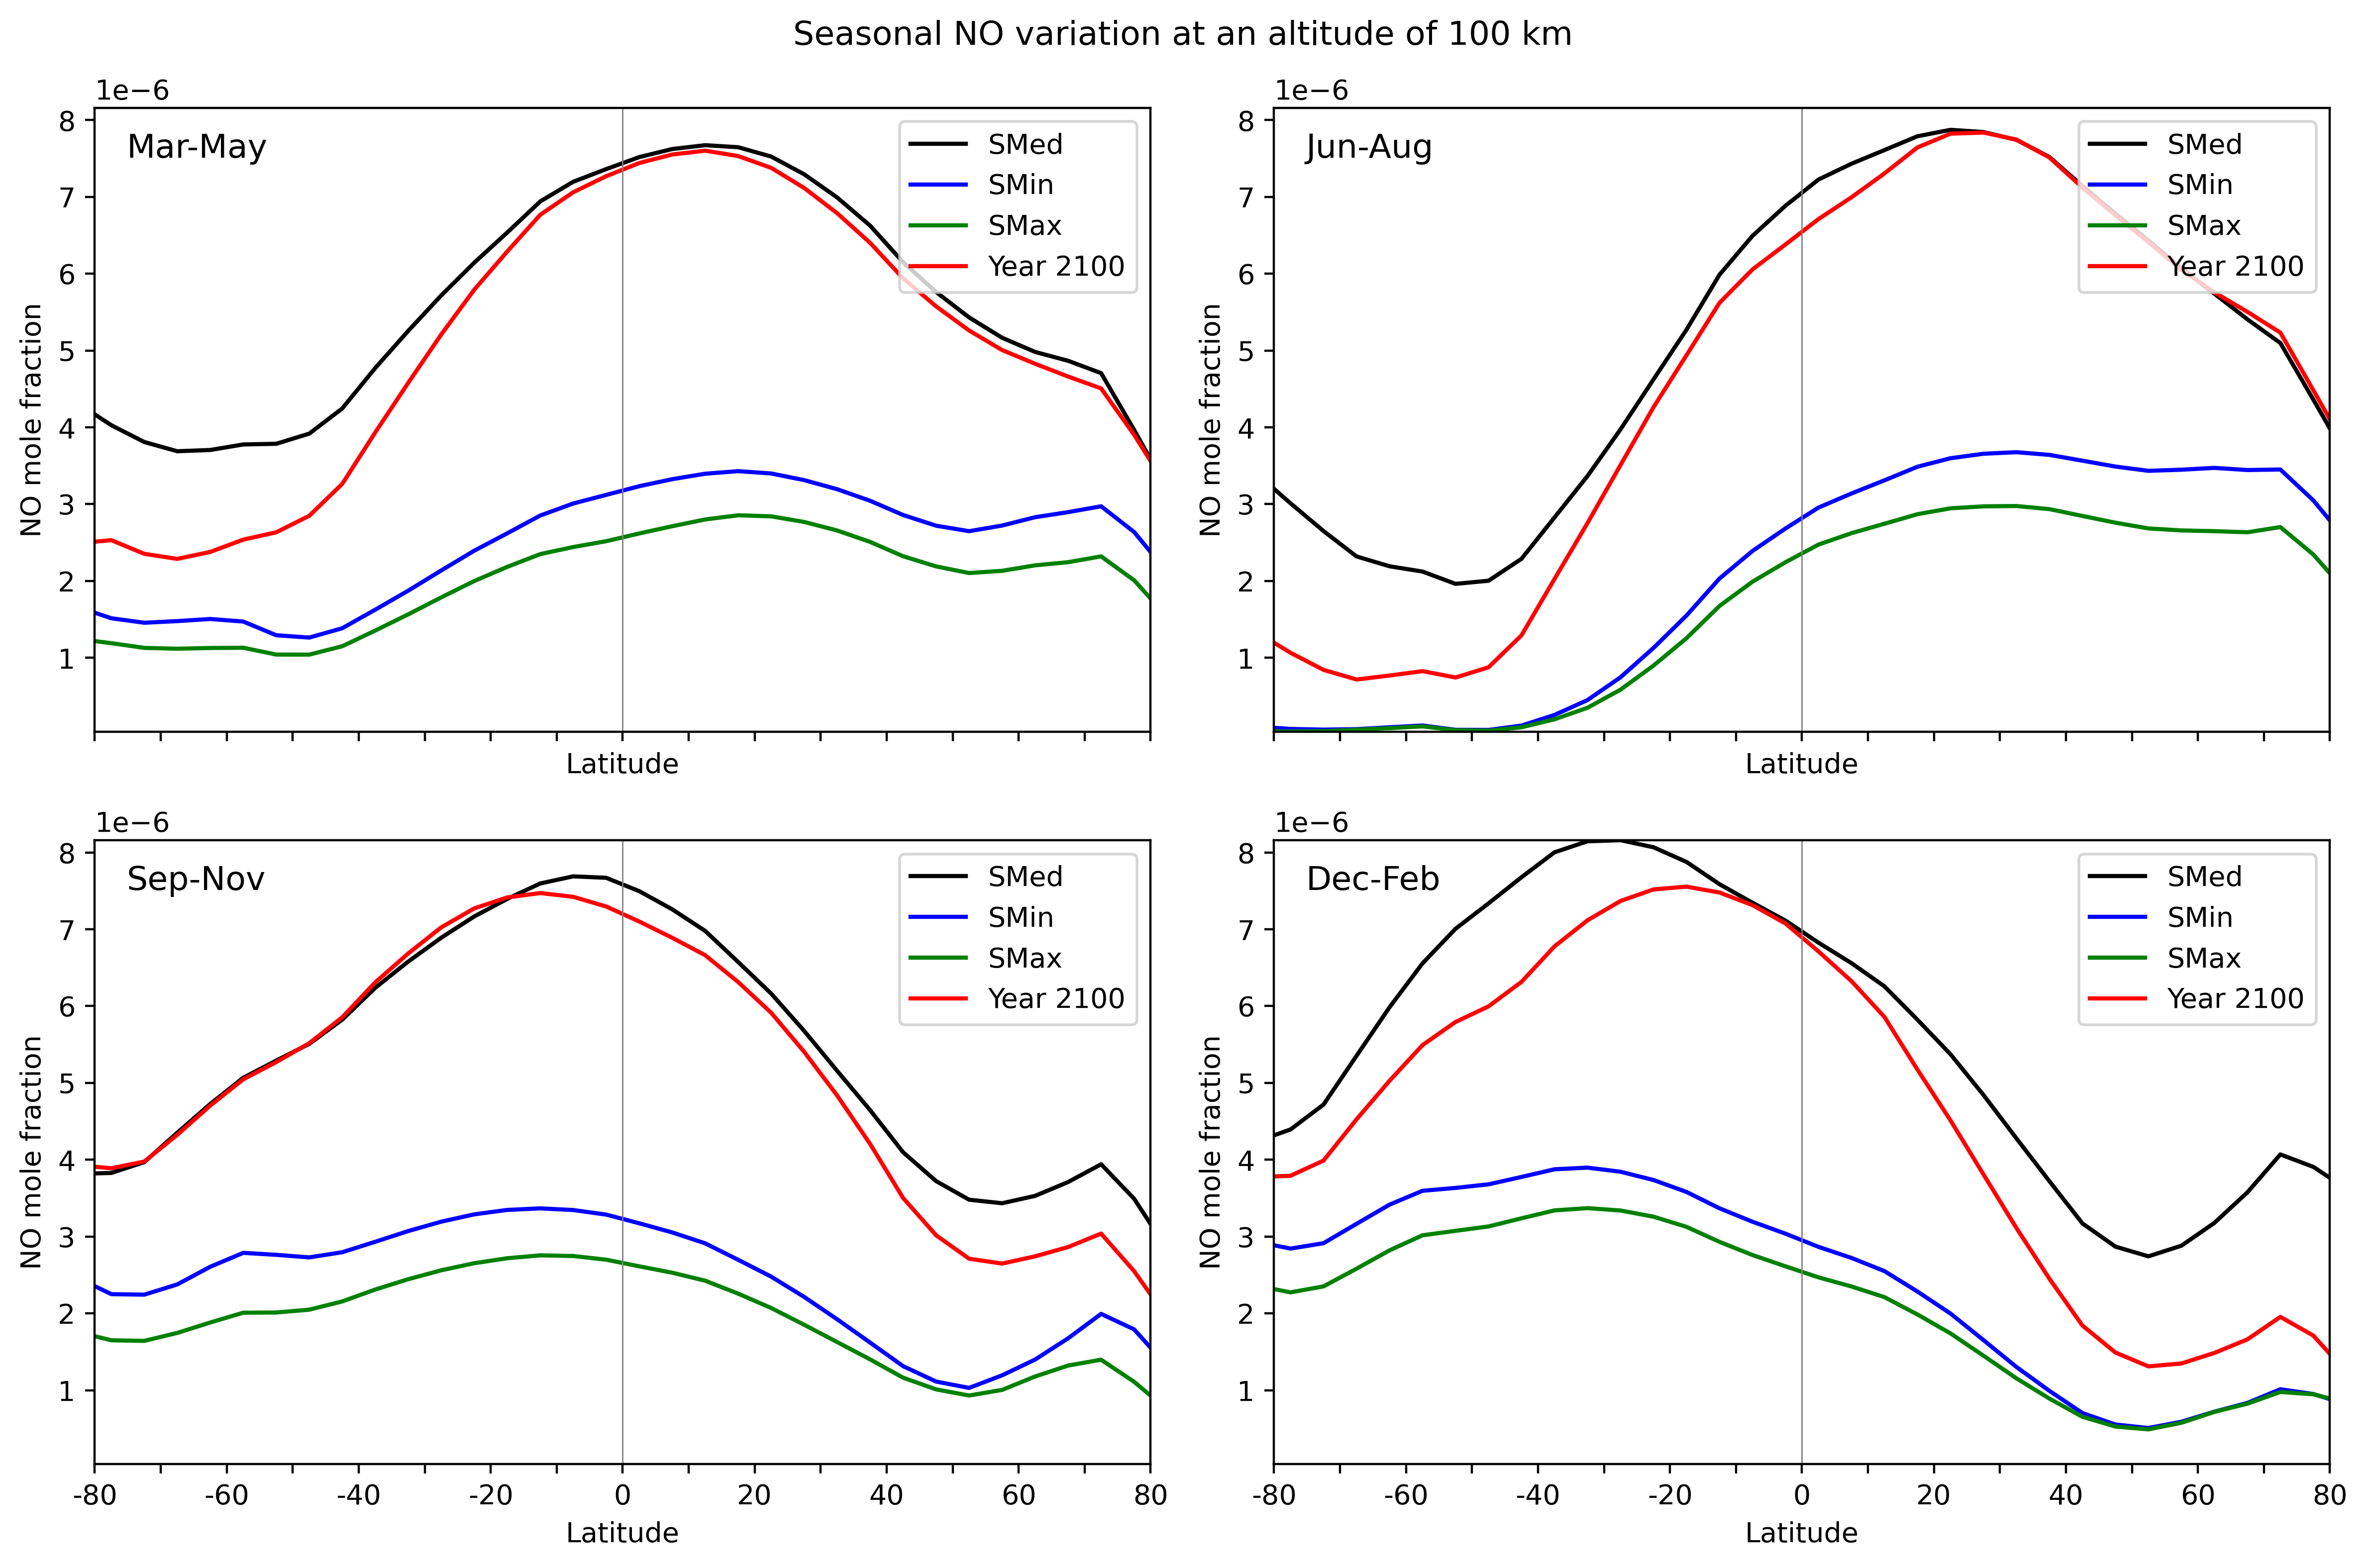 Seasonal NO variation at an altitude of 100 km
1e−6
8
7
6
5
4
3
2
1
NO mole fraction
Mar-May
SMed
SMin
SMax
Year 2100
Latitude
1e−6
8
7
6
5
4
3
2
1
NO mole fraction
Jun-Aug
SMed
SMin
SMax
Year 2100
Latitude
1e−6
8
7
6
5
4
3
2
1
NO mole fraction
Sep-Nov
SMed
SMin
SMax
Year 2100
-80 -60 -40 -20 0 20 40 60 80
Latitude
1e−6
8
7
6
5
4
3
2
1
NO mole fraction
Dec-Feb
SMed
SMin
SMax
Year 2100
-80 -60 -40 -20 0 20 40 60 80
Latitude